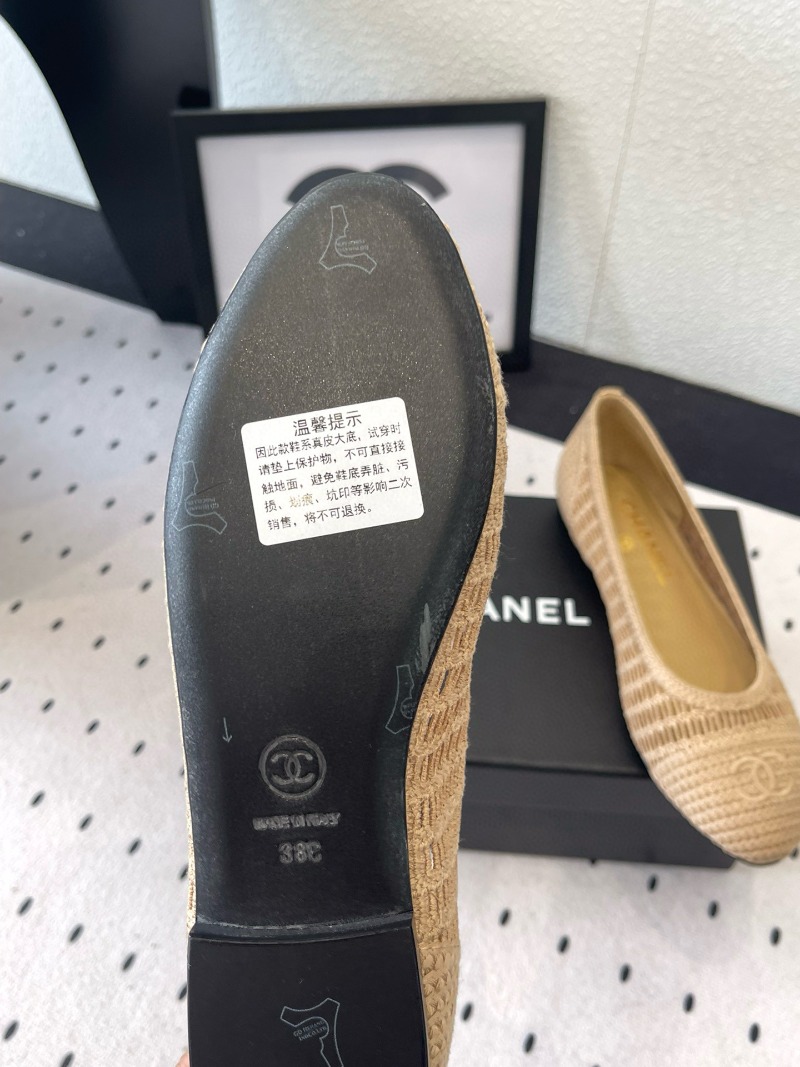 温馨提示
因此款鞋系真皮大底，试穿时
请垫上保护物，不可直接接
触地面，避免鞋底弄脏、污
损、划痕、坑印等影响二次
销售，将不可退换。
ANEL
MADE IN ITALY
38C